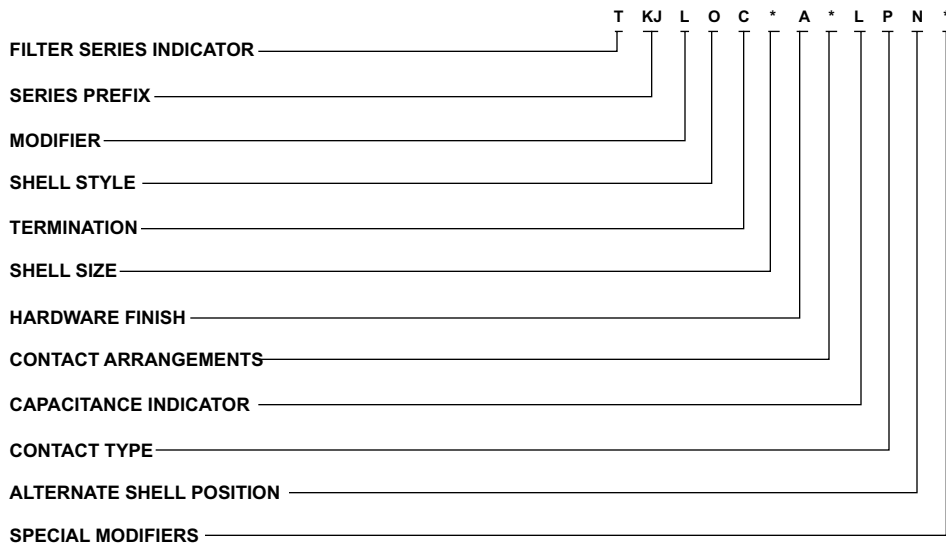 T KJ L O C * A * L P N *
FILTER SERIES INDICATOR
SERIES PREFIX
MODIFIER
SHELL STYLE
TERMINATION
SHELL SIZE
HARDWARE FINISH
CONTACT ARRANGEMENTS
CAPACITANCE INDICATOR
CONTACT TYPE
ALTERNATE SHELL POSITION
SPECIAL MODIFIERS